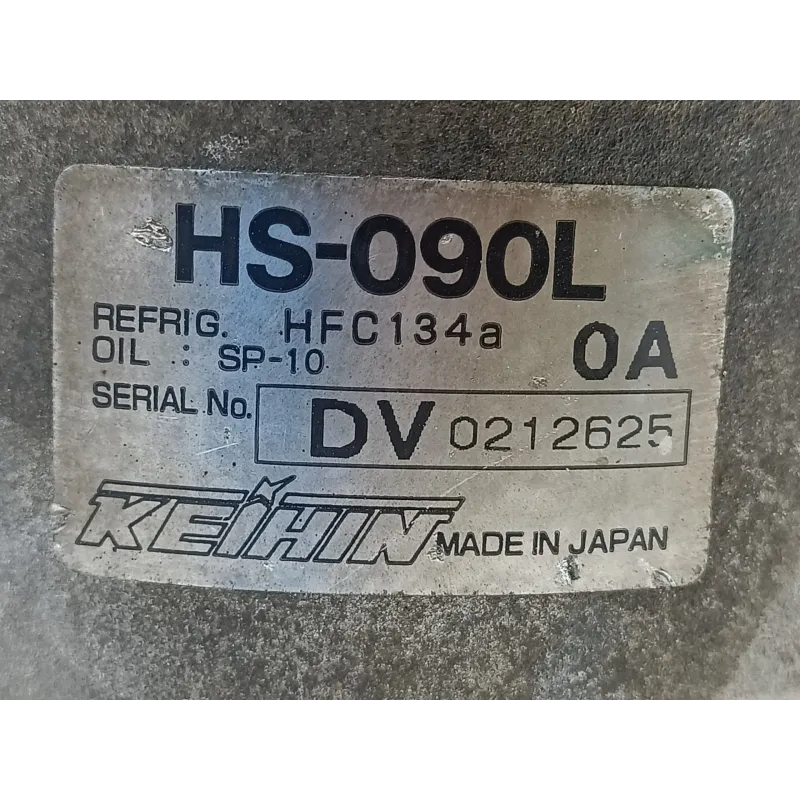 HS-090L
REFRIG. HFC134a
OIL : SP-10 0A
SERIAL No. DV 0212625
KEIHIN MADE IN JAPAN